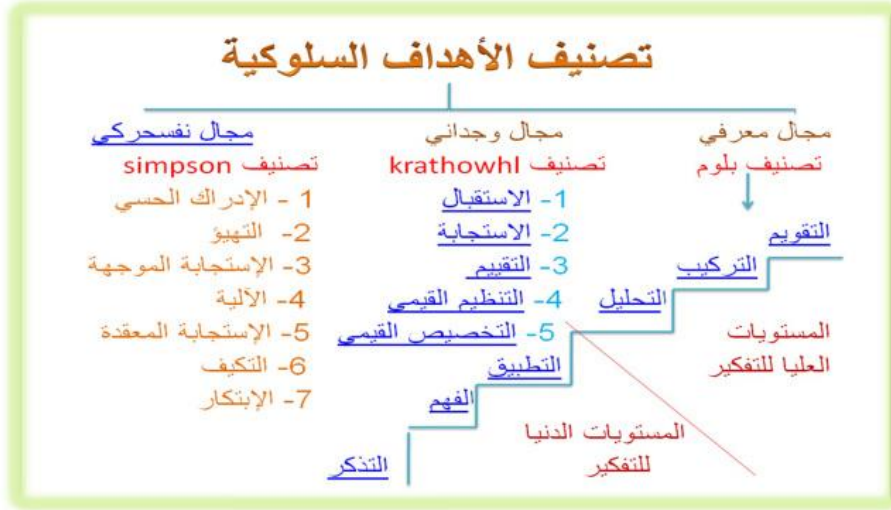 تصنيف الأهداف السلوكية
مجال معرفي
تصنيف بلوم
التقويم
التركيب
التحليل
التطبيق
الفهم
التذكر
المستويات
العليا للتفكير
المستويات الدنيا
للتفكير
مجال وجداني
تصنيف krathowhl
1- الاستقبال
2- الاستجابة
3- التقييم
4- التنظيم القيمي
5- التخصيص القيمي
مجال نفسحركي
تصنيف simpson
1 - الإدراك الحسي
2- التهيؤ
3- الإستجابة الموجهة
4- الآلية
5- الإستجابة المعقدة
6- التكيف
7- الإبتكار